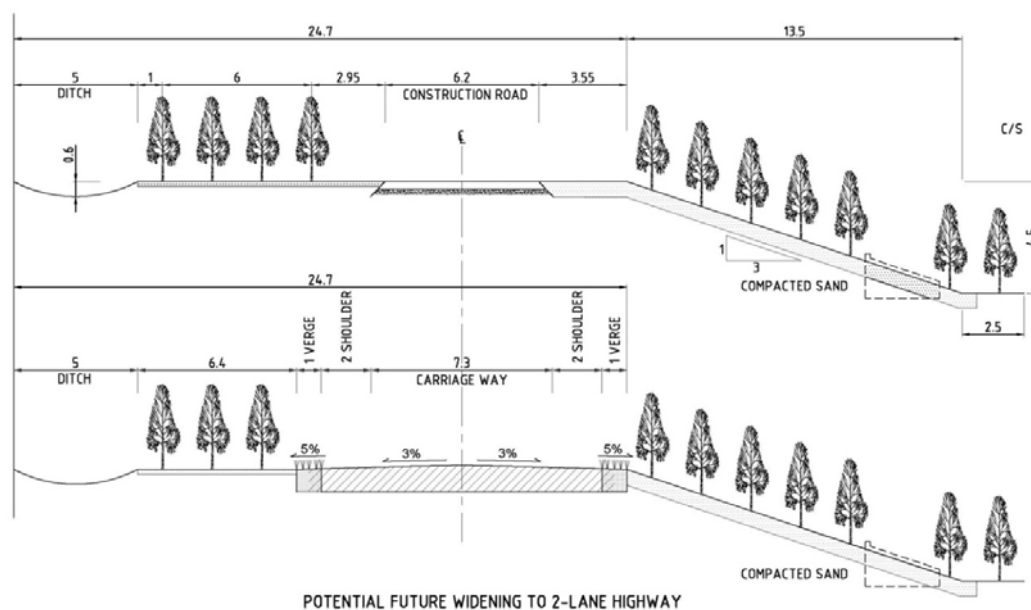 24.7
13.5
5
1
6
2.95
6.2
3.55
DITCH
CONSTRUCTION ROAD
C/S
0.6
1
3
COMPACTED SAND
2.5
24.7
1 VERGE
2 SHOULDER
2 SHOULDER
1 VERGE
5
6.4
7.3
DITCH
CARRIAGE WAY
5%
3%
3%
5%
COMPACTED SAND
POTENTIAL FUTURE WIDENING TO 2-LANE HIGHWAY